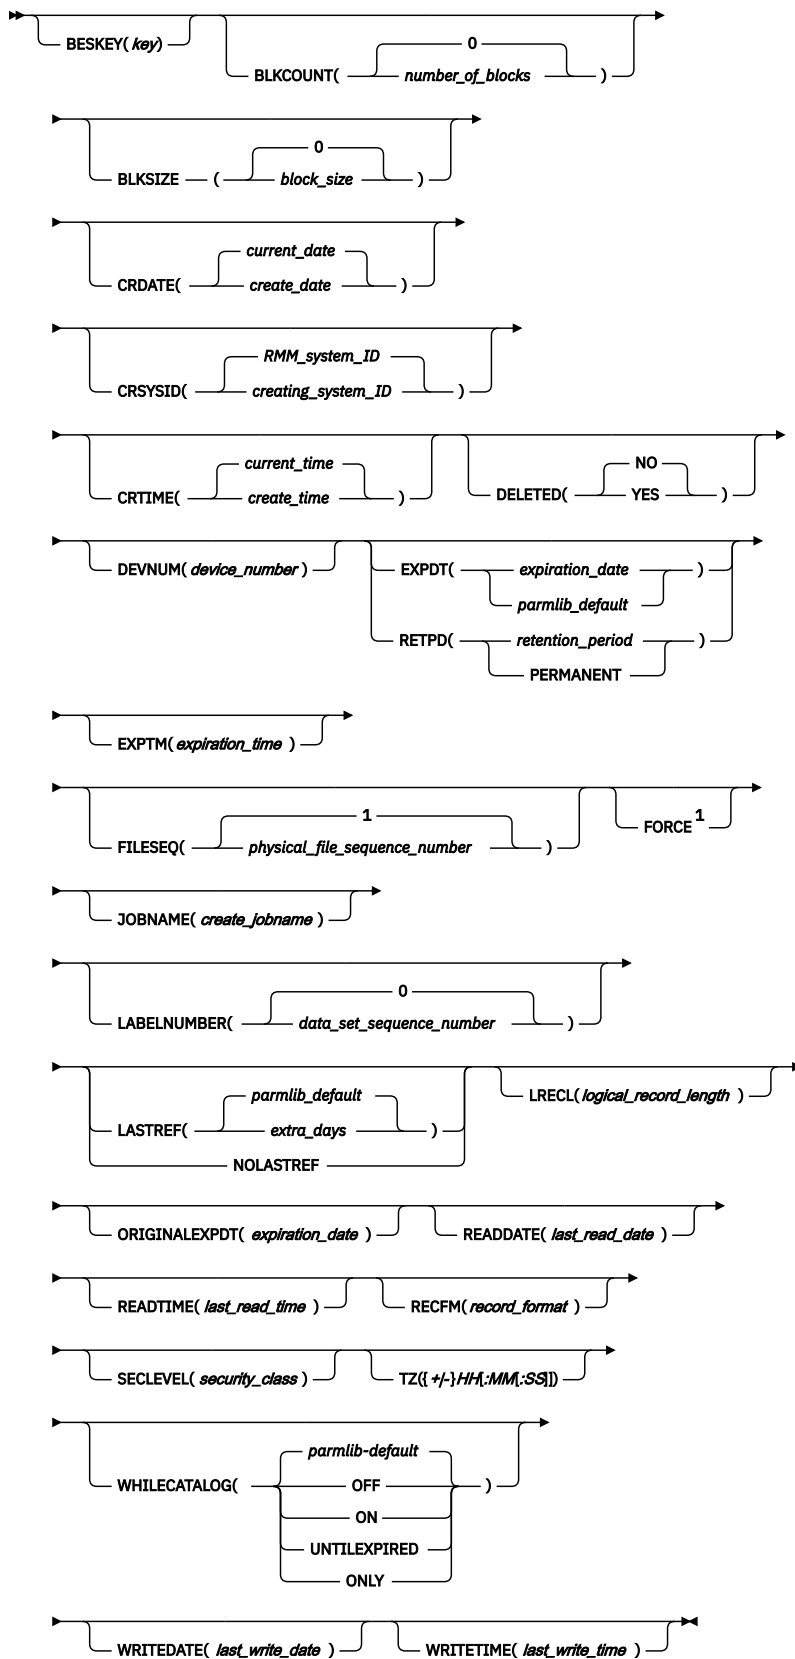 BESKEY( key)
0
BLKCOUNT( number_of_blocks )
0
BLKSIZE ( block_size )
current_date
CRDATE( create_date )
RMM_system_ID
CRSYSID( creating_system_ID )
current_time
CRTIME( create_time )
NO
DELETED( YES )
DEVNUM( device_number ) EXPDT( expiration_date )
parmlib_default
RETPD( retention_period )
PERMANENT
EXPTM( expiration_time )
1
FILESEQ( physical_file_sequence_number )
FORCE 1
JOBNAME( create_jobname )
0
LABELNUMBER( data_set_sequence_number )
parmlib_default
LASTREF( extra_days )
NOLASTREF
LRECL( logical_record_length )
ORIGINALEXPDT( expiration_date ) READDATE( last_read_date )
READTIME( last_read_time ) RECFM( record_format )
SECLEVEL( security_class ) TZ({ +/-}HH[:MM[:SS]])
parmlib-default
WHILECATALOG( OFF )
ON
UNTILEXPIRED
ONLY
WRITEDATE( last_write_date ) WRITETIME( last_write_time )